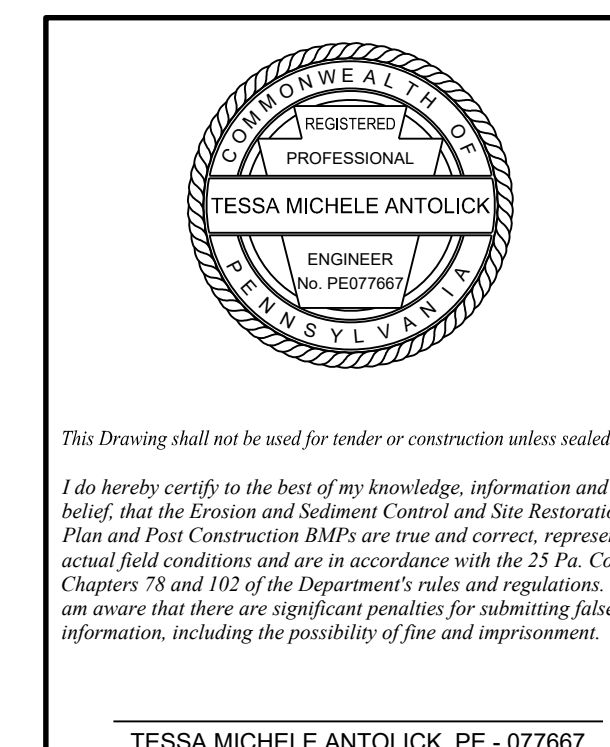 COMMONWEALTH OF
REGISTERED
PROFESSIONAL
TESSA MICHELE ANTOLICK
ENGINEER
No. PE077667
PENNSYLVANIA
This Drawing shall not be used for tender or construction unless sealed
I do hereby certify to the best of my knowledge, information and
belief, that the Erosion and Sediment Control and Site Restoratio
Plan and Post Construction BMPs are true and correct, represen
actual field conditions and are in accordance with the 25 Pa. Co
Chapters 78 and 102 of the Department's rules and regulations.
am aware that there are significant penalties for submitting false
information, including the possibility of fine and imprisonment.
TESSA MICHELE ANTOLICK, PE - 077667